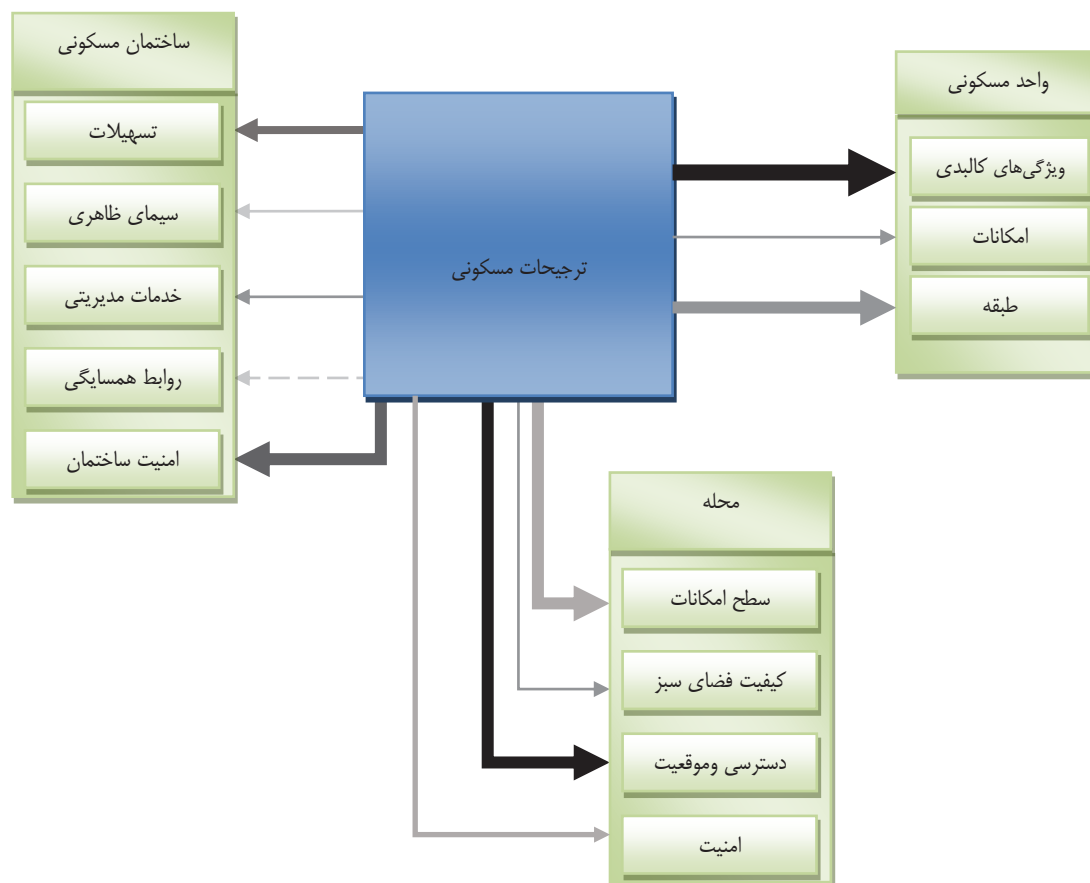 ساختمان مسکونی
تسهیلات
سیمای ظاهری
خدمات مدیریتی
روابط همسایگی
امنیت ساختمان
ترجیحات مسکونی
واحد مسکونی
ویژگی‌های کالبدی
امکانات
طبقه
محله
سطح امکانات
کیفیت فضای سبز
دسترسی وموقعیت
امنیت